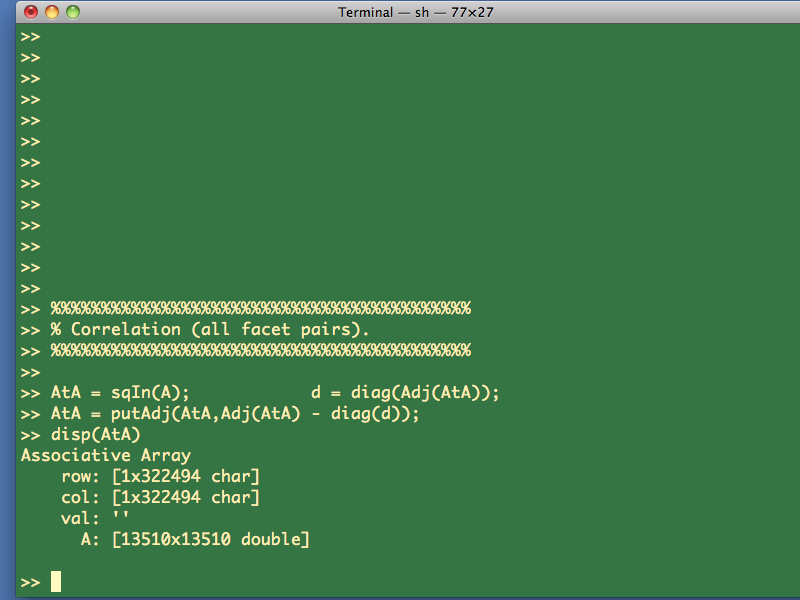 Terminal — sh — 77×27
>>
>>
>>
>>
>>
>>
>>
>>
>>
>>
>>
>>
>>
>> %%%%%%%%%%%%%%%%%%%%%%%%%%%%%%%%%%%%%%%%%%
>> % Correlation (all facet pairs).
>> %%%%%%%%%%%%%%%%%%%%%%%%%%%%%%%%%%%%%%%%%%
>>
>> AtA = sqIn(A);            d = diag(Adj(AtA));
>> AtA = putAdj(AtA,Adj(AtA) - diag(d));
>> disp(AtA)
Associative Array
    row: [1x322494 char]
    col: [1x322494 char]
    val: ''
      A: [13510x13510 double]
>>